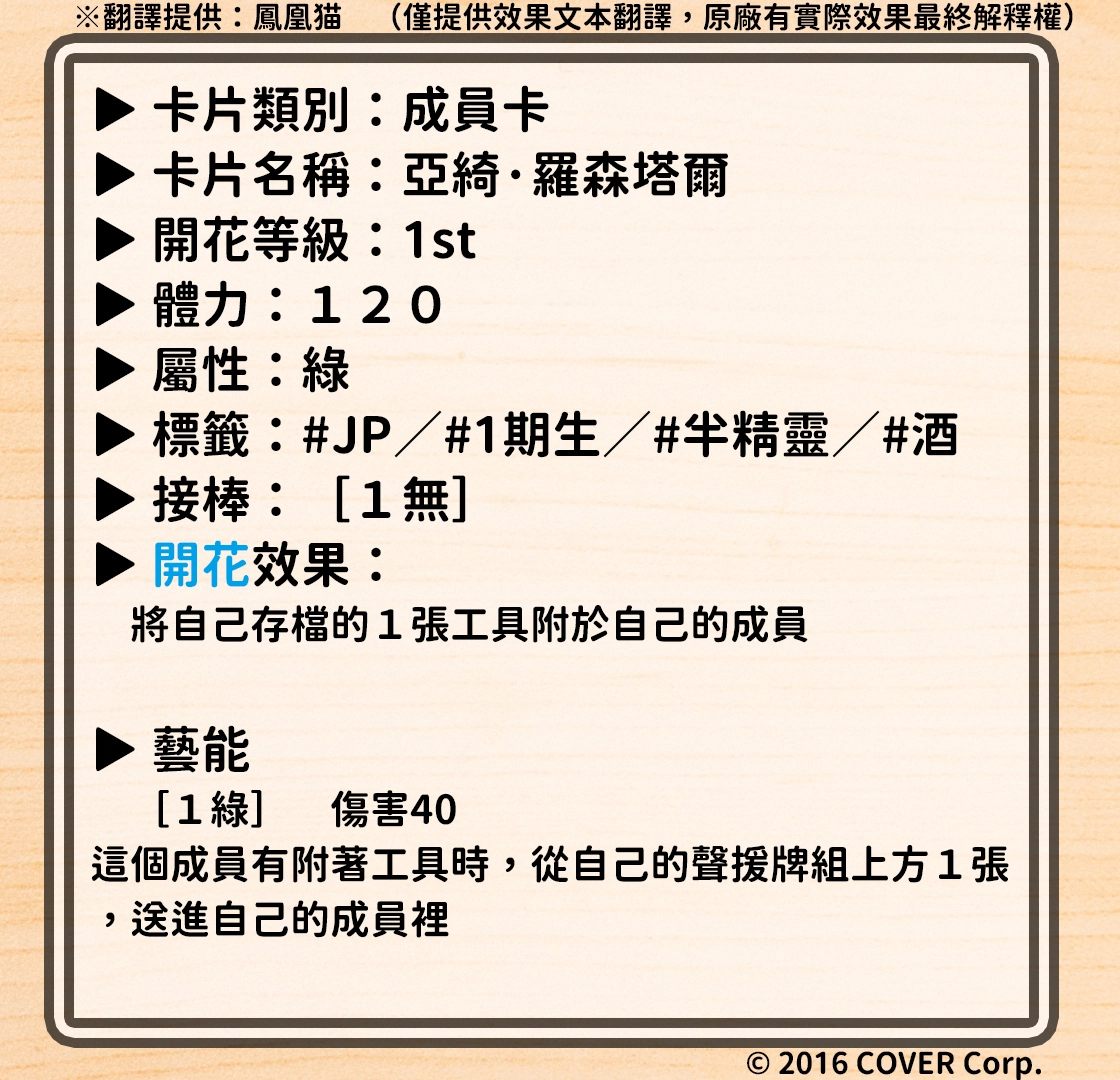 ※翻譯提供：鳳凰猫　（僅提供效果文本翻譯，原廠有實際效果最終解釋權）
▶ 卡片類別：成員卡
▶ 卡片名稱：亞綺·羅森塔爾
▶ 開花等級：1st
▶ 體力：１２０
▶ 屬性：綠
▶ 標籤：#JP／#1期生／#半精靈／#酒
▶ 接棒：［１無］
▶ 開花效果：
將自己存檔的１張工具附於自己的成員
▶ 藝能
［１綠］　傷害40
這個成員有附著工具時，從自己的聲援牌組上方１張
，送進自己的成員裡
© 2016 COVER Corp.